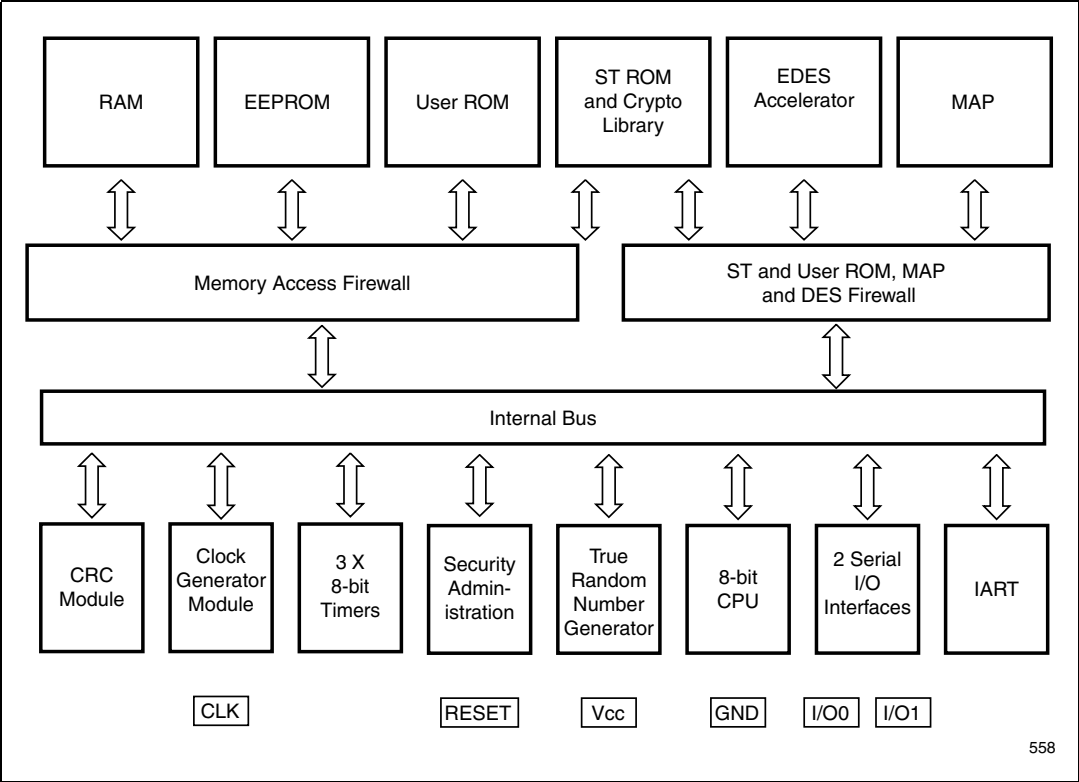 RAM
EEPROM
User ROM
ST ROM
and Crypto
Library
EDES
Accelerator
MAP
Memory Access Firewall
ST and User ROM, MAP
and DES Firewall
Internal Bus
CRC
Module
Clock
Generator
Module
3 X
8-bit
Timers
Security
Admin-
istration
True
Random
Number
Generator
8-bit
CPU
2 Serial
I/O
Interfaces
IART
CLK
RESET
Vcc
GND
I/O0
I/O1
558